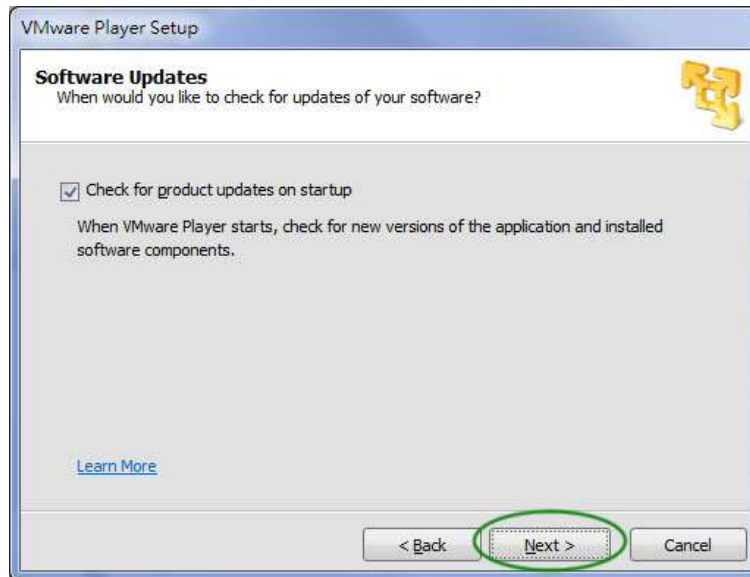 VMware Player Setup
Software Updates
When would you like to check for updates of your software?
Check for product updates on startup
When VMware Player starts, check for new versions of the application and installed
software components.
Learn More
< Back Next > Cancel